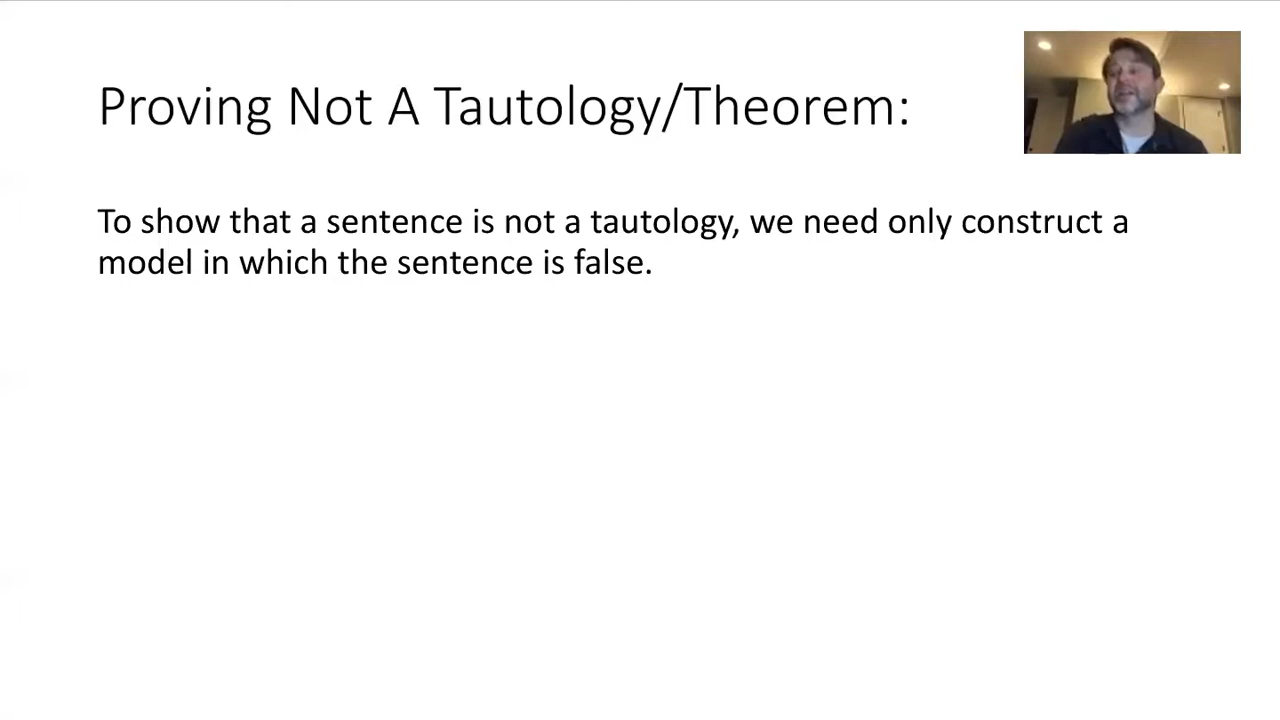 Proving Not A Tautology/Theorem:
To show that a sentence is not a tautology, we need only construct a
model in which the sentence is false.